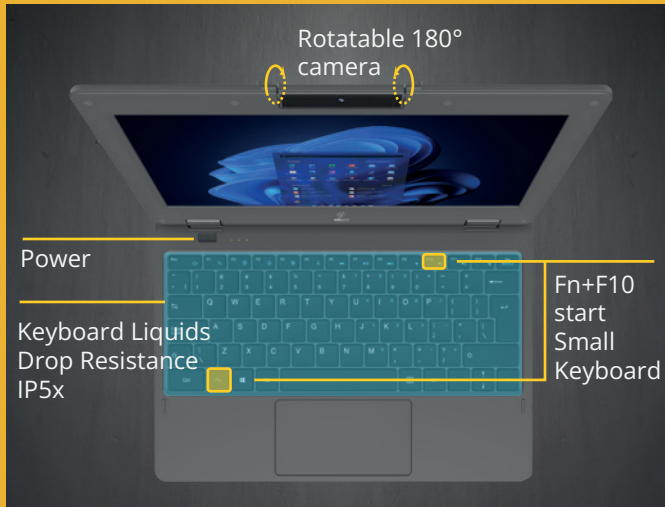 Rotatable 180°
camera
Power
Keyboard Liquids
Drop Resistance
IP5x
Fn+F10
start
Small
Keyboard
Q W E R T Y U I O P
A S D F G H J K L
Z X C V B N M